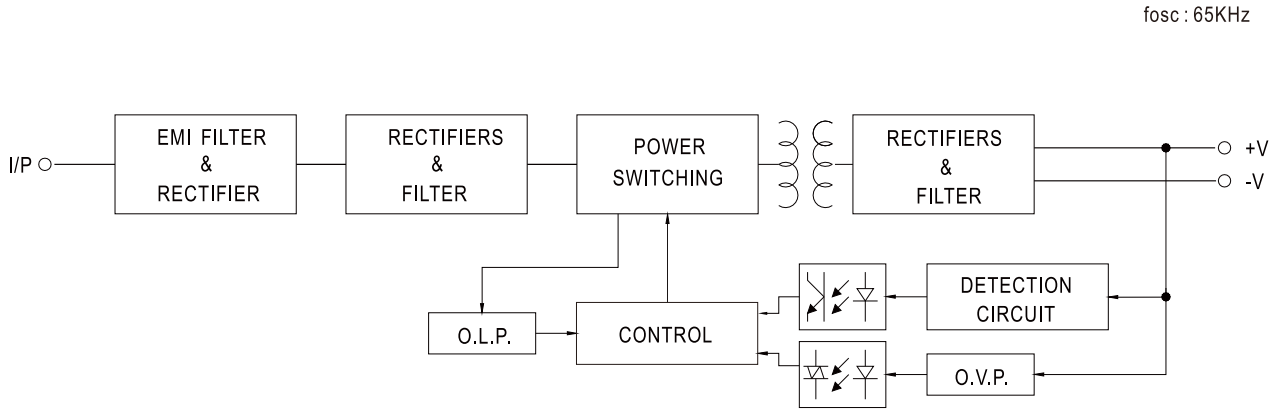 fosc : 65KHz
I/P
EMI FILTER
&
RECTIFIER
RECTIFIERS
&
FILTER
POWER
SWITCHING
RECTIFIERS
&
FILTER
+V
-V
O.L.P.
CONTROL
DETECTION
CIRCUIT
O.V.P.